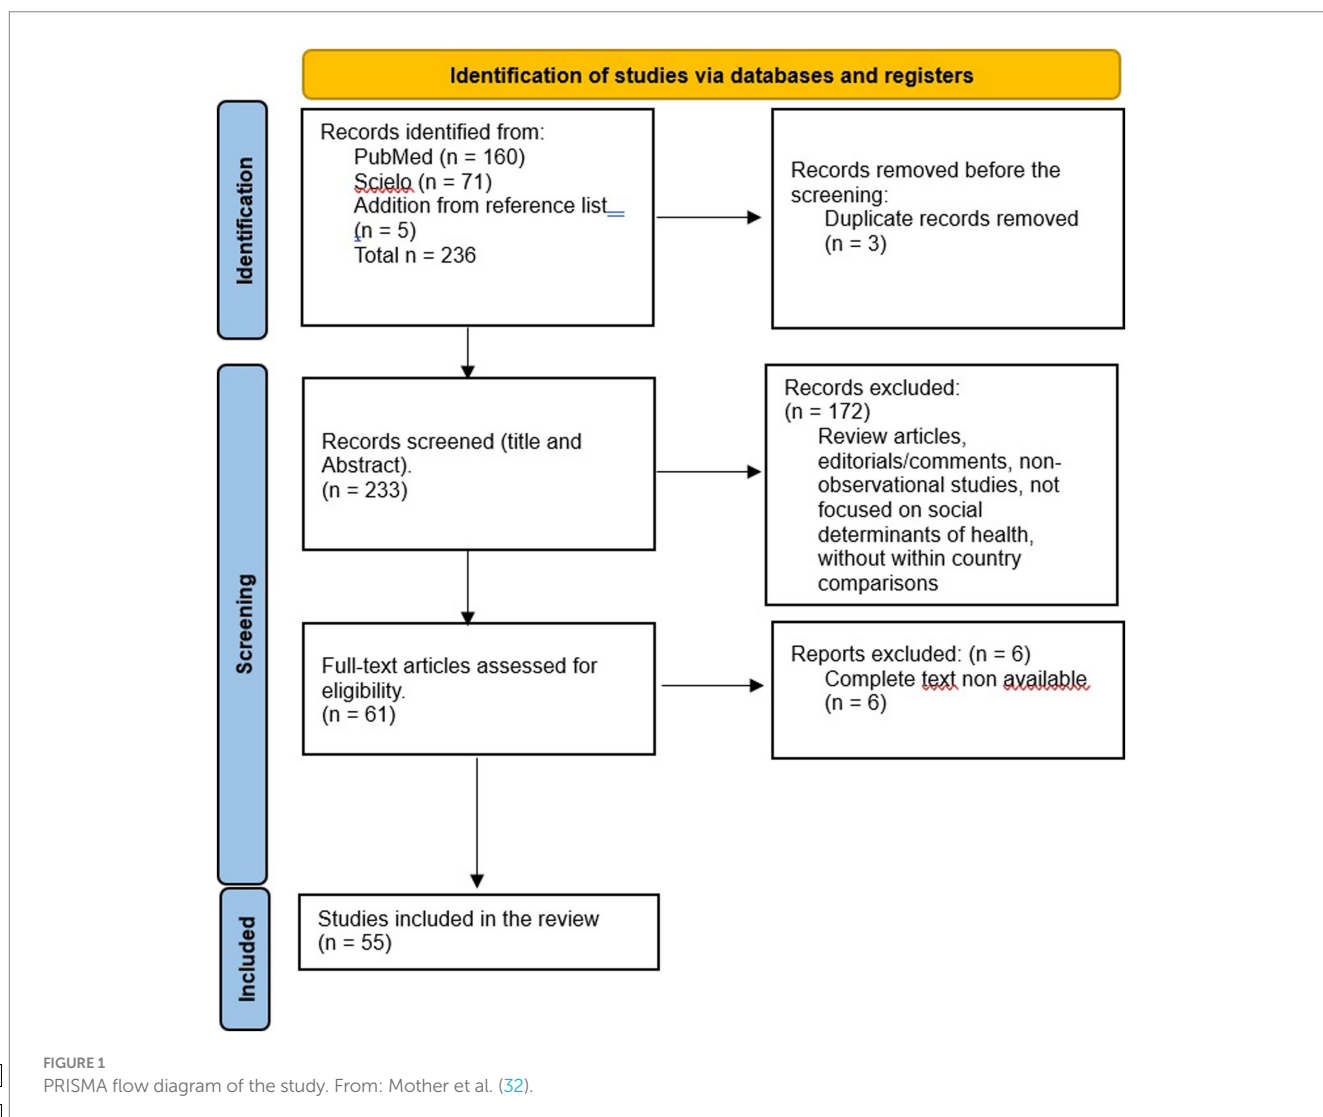 Identification of studies via databases and registers
Identification
Records identified from:
PubMed (n = 160)
Scielo (n = 71)
Addition from reference list
(n = 5)
Total n = 236
Records removed before the
screening:
Duplicate records removed
(n = 3)
Screening
Records screened (title and
Abstract).
(n = 233)
Records excluded:
(n = 172)
Review articles,
editorials/comments, non-
observational studies, not
focused on social
determinants of health,
without within country
comparisons
Full-text articles assessed for
eligibility.
(n = 61)
Reports excluded: (n = 6)
Complete text non available
(n = 6)
Included
Studies included in the review
(n = 55)
FIGURE 1
PRISMA flow diagram of the study. From: Mother et al. (32).